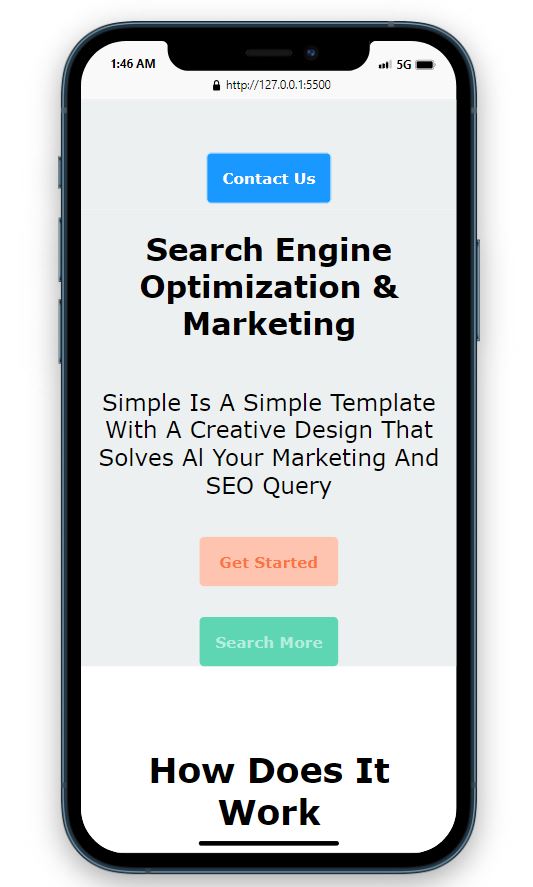 1:46 AM 5G
http://127.0.0.1:5500
Contact Us
Search Engine
Optimization &
Marketing
Simple Is A Simple Template
With A Creative Design That
Solves Al Your Marketing And
SEO Query
Get Started
Search More
How Does It
Work